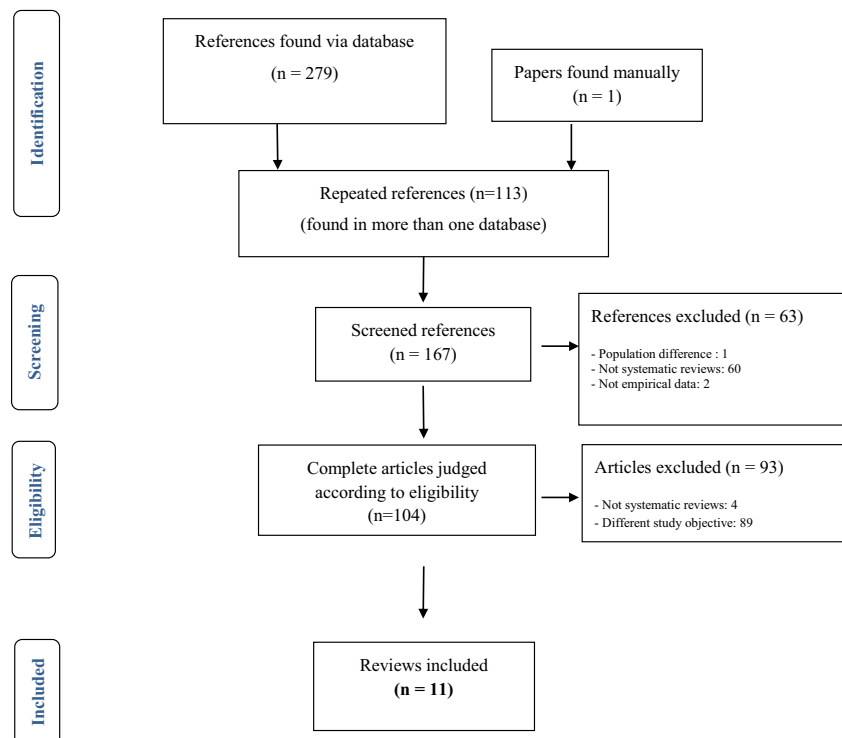 Identification
References found via database
(n = 279)
Papers found manually
(n = 1)
Repeated references (n=113)
(found in more than one database)
Screening
Screened references
(n = 167)
References excluded (n = 63)
- Population difference : 1
- Not systematic reviews: 60
- Not empirical data: 2
Eligibility
Complete articles judged
according to eligibility
(n=104)
Articles excluded (n = 93)
- Not systematic reviews: 4
- Different study objective: 89
Included
Reviews included
(n = 11)